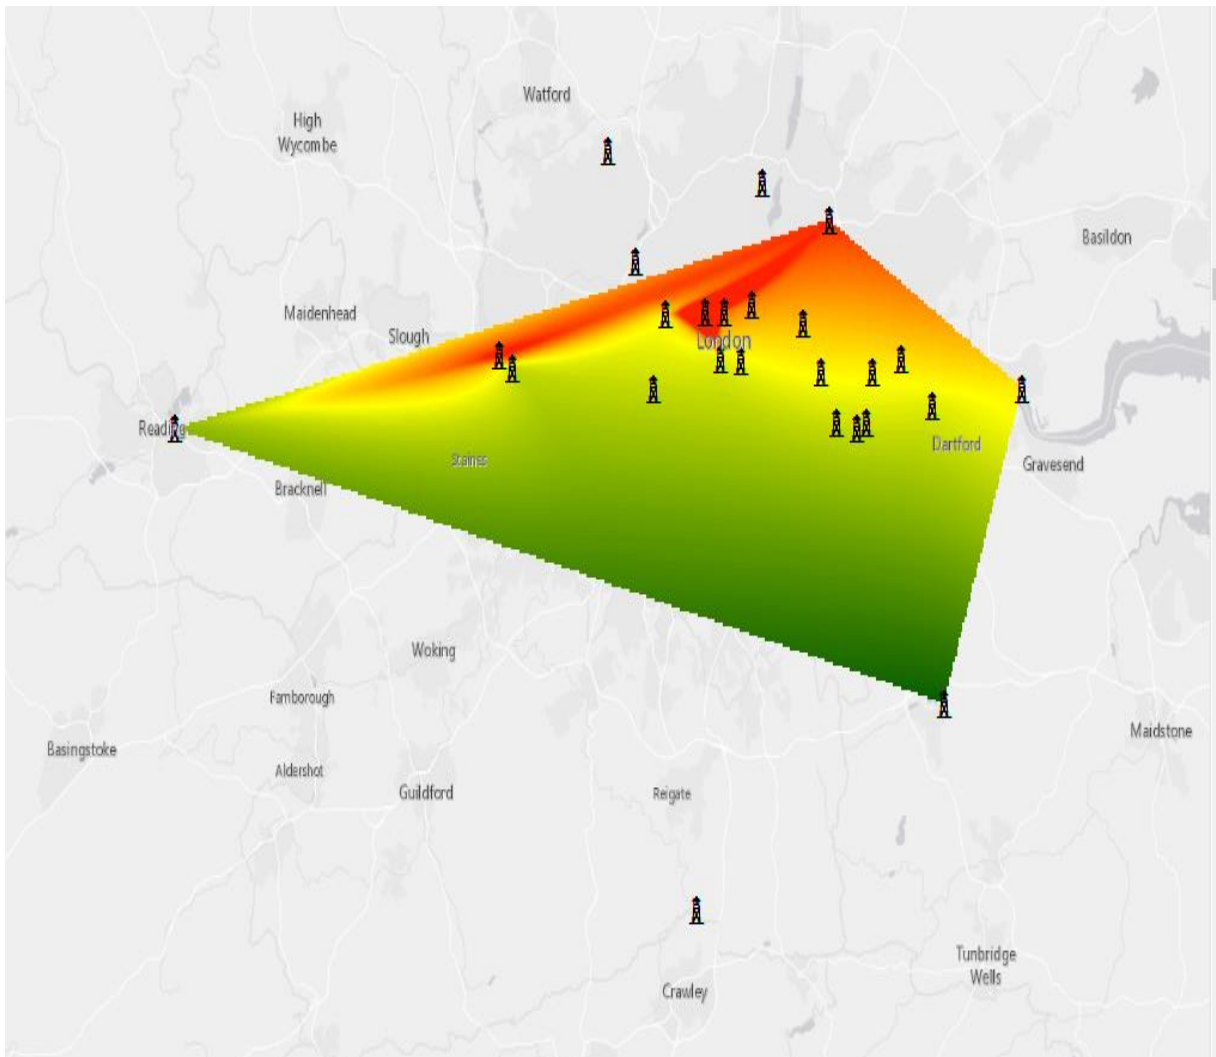 Watford
High
Wycombe
Basildon
Maidenhead
Slough
London
Reading
Staines
Dartford
Gravesend
Bracknell
Woking
Farnborough
Basingstoke
Maidstone
Aldershot
Guildford
Reigate
Tunbridge
Wells
Crawley